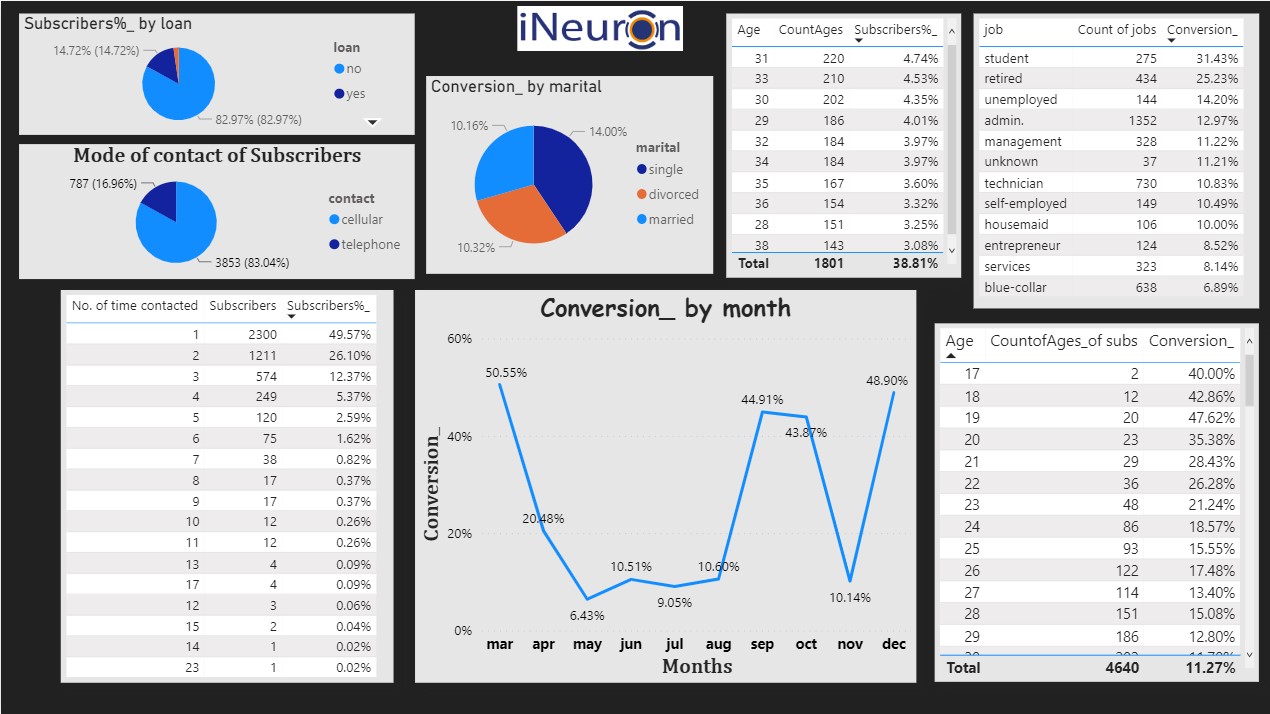 Subscribers%_ by loan
14.72% (14.72%)
82.97% (82.97%)
loan
no
yes
Mode of contact of Subscribers
787 (16.96%)
3853 (83.04%)
contact
cellular
telephone
iNeuron
Conversion_ by marital
10.16%
14.00%
10.32%
marital
single
divorced
married
Age CountAges Subscribers%_
31 220 4.74%
33 210 4.53%
30 202 4.35%
29 186 4.01%
32 184 3.97%
34 184 3.97%
35 167 3.60%
36 154 3.32%
28 151 3.25%
38 143 3.08%
Total 1801 38.81%
job Count of jobs Conversion_
student 275 31.43%
retired 434 25.23%
unemployed 144 14.20%
admin. 1352 12.97%
management 328 11.22%
unknown 37 11.21%
technician 730 10.83%
self-employed 149 10.49%
housemaid 106 10.00%
entrepreneur 124 8.52%
services 323 8.14%
blue-collar 638 6.89%
No. of time contacted Subscribers Subscribers%_
1 2300 49.57%
2 1211 26.10%
3 574 12.37%
4 249 5.37%
5 120 2.59%
6 75 1.62%
7 38 0.82%
8 17 0.37%
9 17 0.37%
10 12 0.26%
11 12 0.26%
13 4 0.09%
17 4 0.09%
12 3 0.06%
15 2 0.04%
14 1 0.02%
23 1 0.02%
Conversion_ by month
Conversion_
60%
40%
20%
0%
50.55%
20.48%
6.43%
10.51%
9.05%
10.60%
44.91%
43.87%
10.14%
48.90%
mar apr may jun jul aug sep oct nov dec
Months
Age CountofAges_of subs Conversion_
17 2 40.00%
18 12 42.86%
19 20 47.62%
20 23 35.38%
21 29 28.43%
22 36 26.28%
23 48 21.24%
24 86 18.57%
25 93 15.55%
26 122 17.48%
27 114 13.40%
28 151 15.08%
29 186 12.80%
Total 4640 11.27%